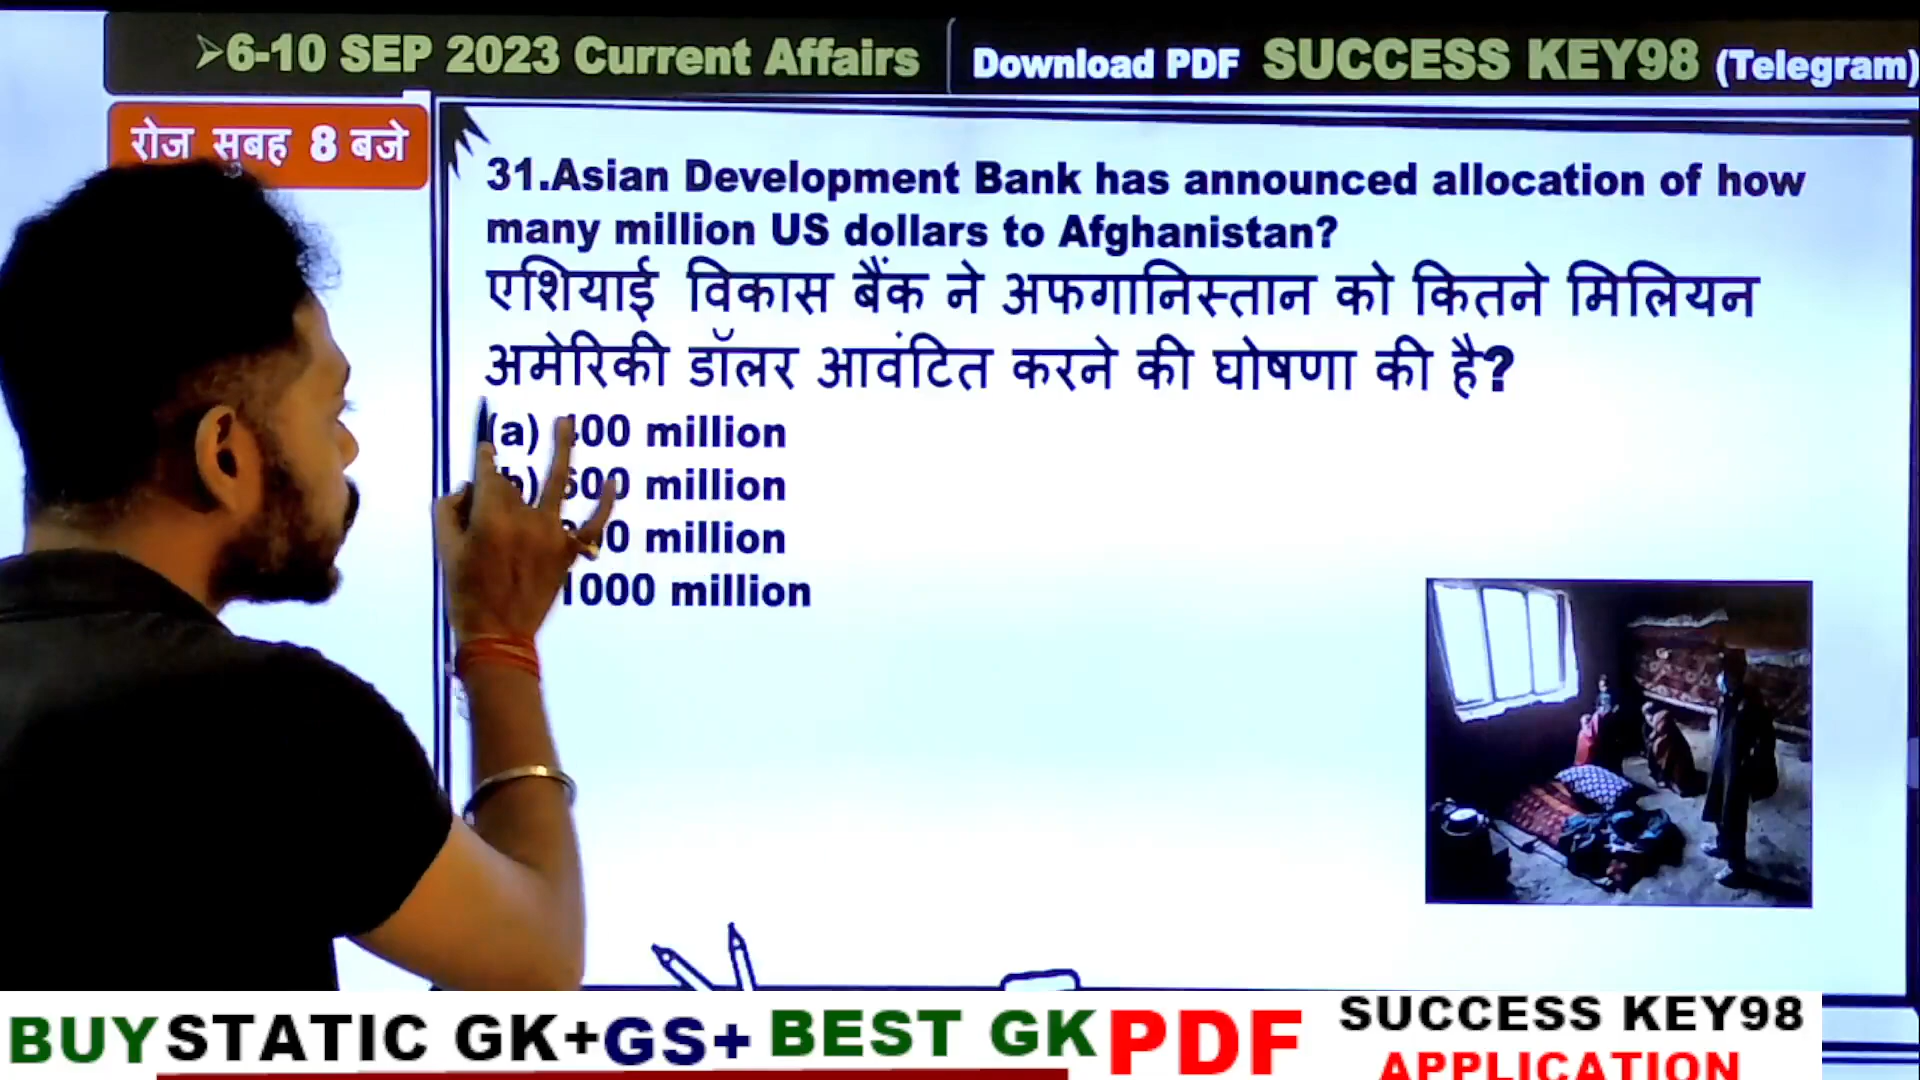 ➢6-10 SEP 2023 Current Affairs
Download PDF SUCCESS KEY98 (Telegram)
रोज सुबह 8 बजे
31.Asian Development Bank has announced allocation of how
many million US dollars to Afghanistan?
एशियाई विकास बैंक ने अफगानिस्तान को कितने मिलियन
अमेरिकी डॉलर आवंटित करने की घोषणा की है?
(a) 400 million
(b) 600 million
million
1000 million
BUY STATIC GK+GS+ BEST GK PDF
SUCCESS KEY98
APPLICATION